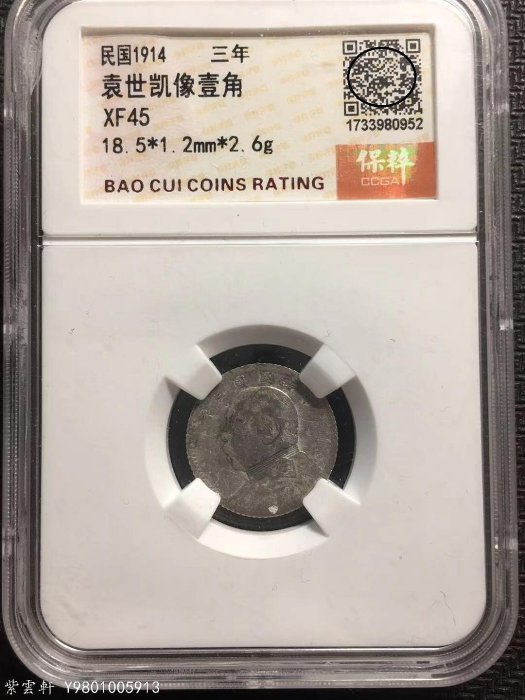 民国1914 三年
袁世凯像壹角
XF45
18.5*1.2mm*2.6g
BAO CUI COINS RATING
1733980952
保粹
CCGA
紫雲軒 Y9801005913